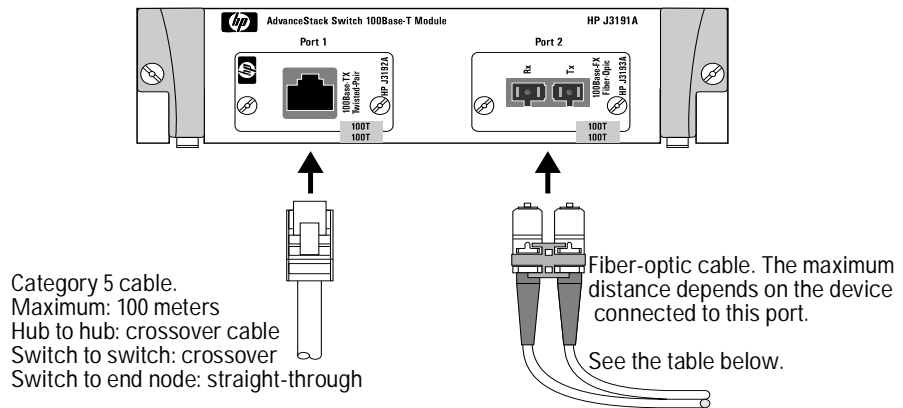 hp AdvanceStack Switch 100Base-T Module HP J3191A
Port 1 Port 2
hp
100Base-TX
Twisted-Pair
HP J3192A
100T
100T
Rx
Tx
100Base-FX
Fiber-Opic
HP J3193A
100T
100T
Category 5 cable.
Maximum: 100 meters
Hub to hub: crossover cable
Switch to switch: crossover
Switch to end node: straight-through
Fiber-optic cable. The maximum
distance depends on the device
connected to this port.
See the table below.